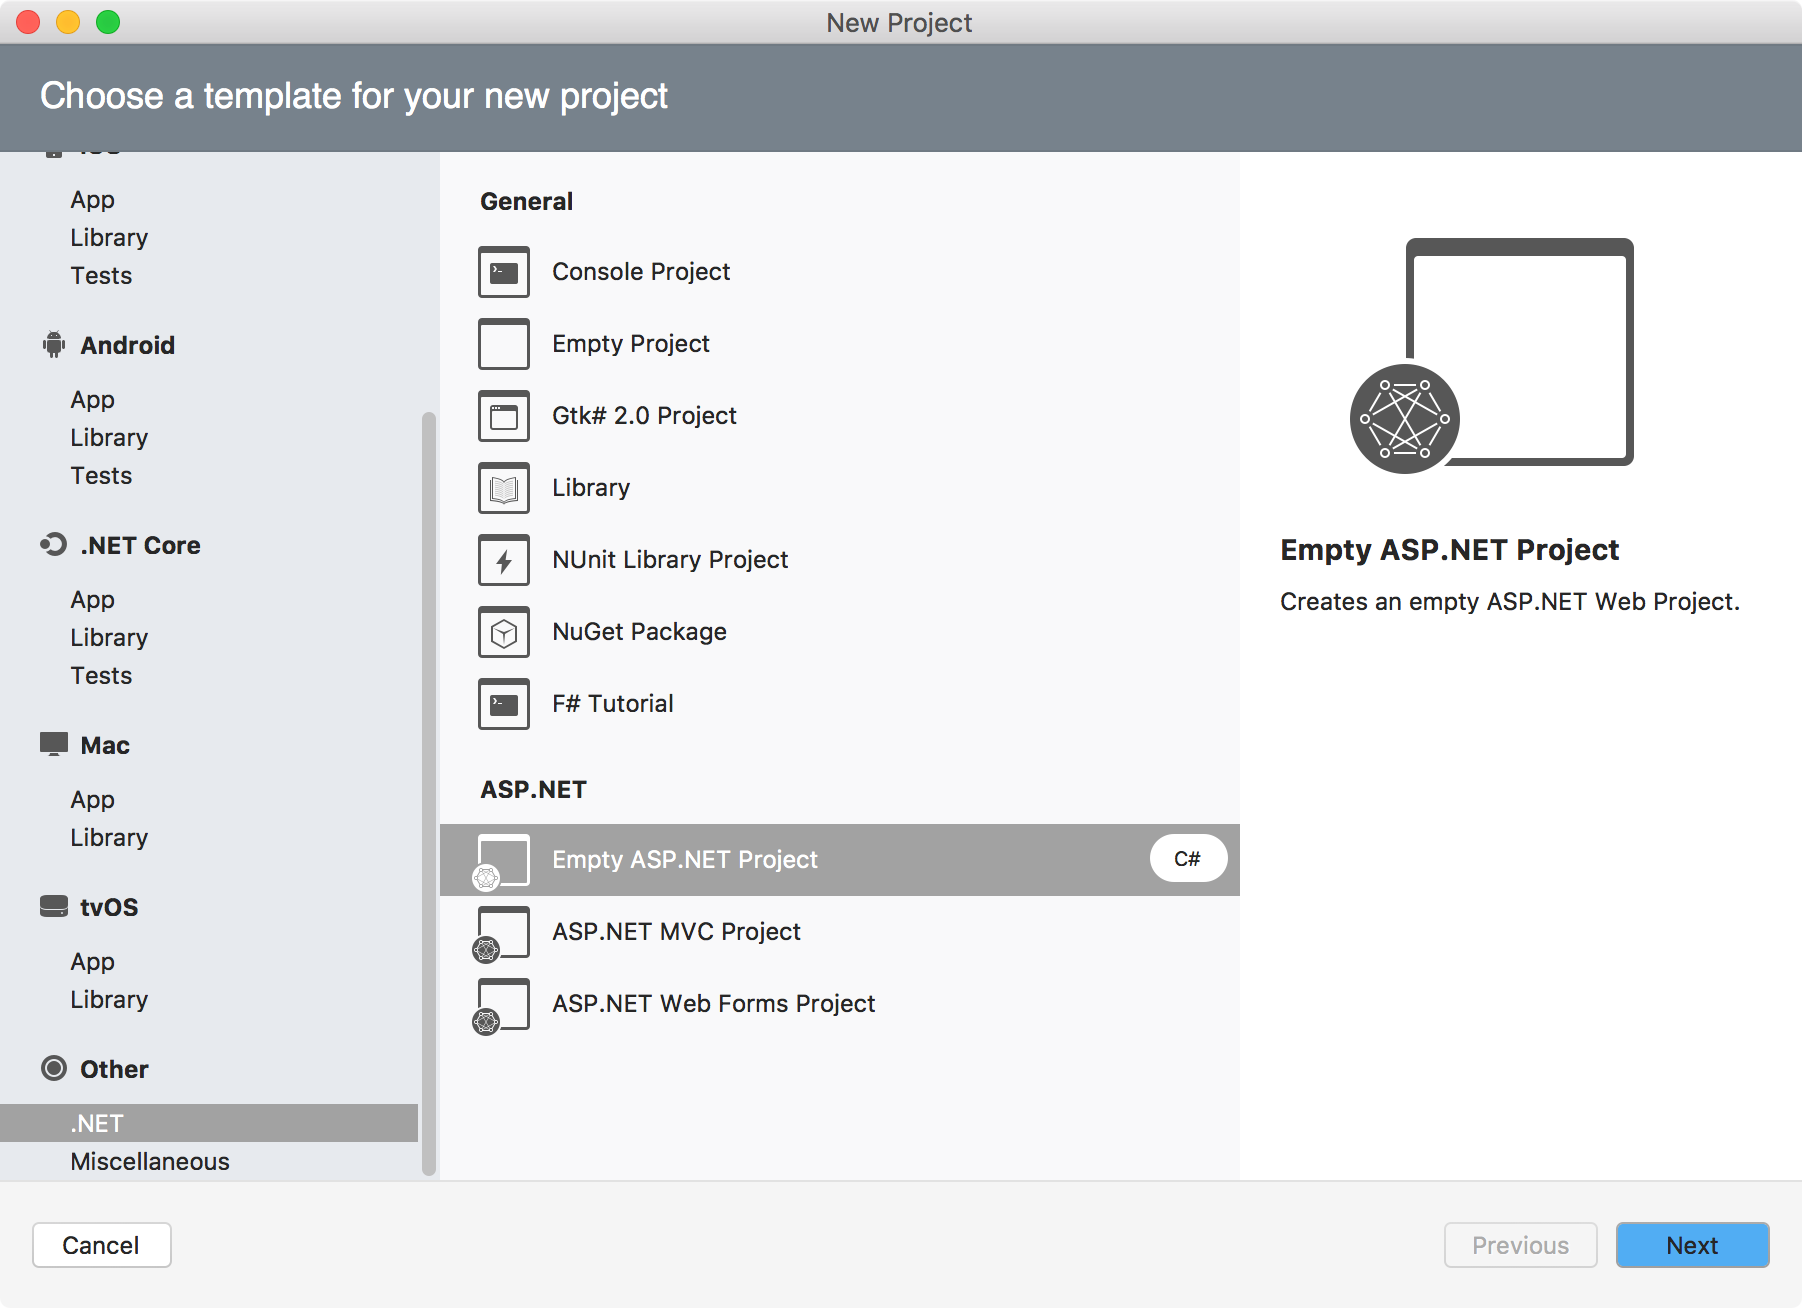 New Project
Choose a template for your new project
App
Library
Tests
Android
App
Library
Tests
.NET Core
App
Library
Tests
Mac
App
Library
tvOS
App
Library
Other
.NET
Miscellaneous
General
Console Project
Empty Project
Gtk# 2.0 Project
Library
NUnit Library Project
NuGet Package
F# Tutorial
ASP.NET
Empty ASP.NET Project C#
ASP.NET MVC Project
ASP.NET Web Forms Project
Empty ASP.NET Project
Creates an empty ASP.NET Web Project.
Cancel
Previous
Next